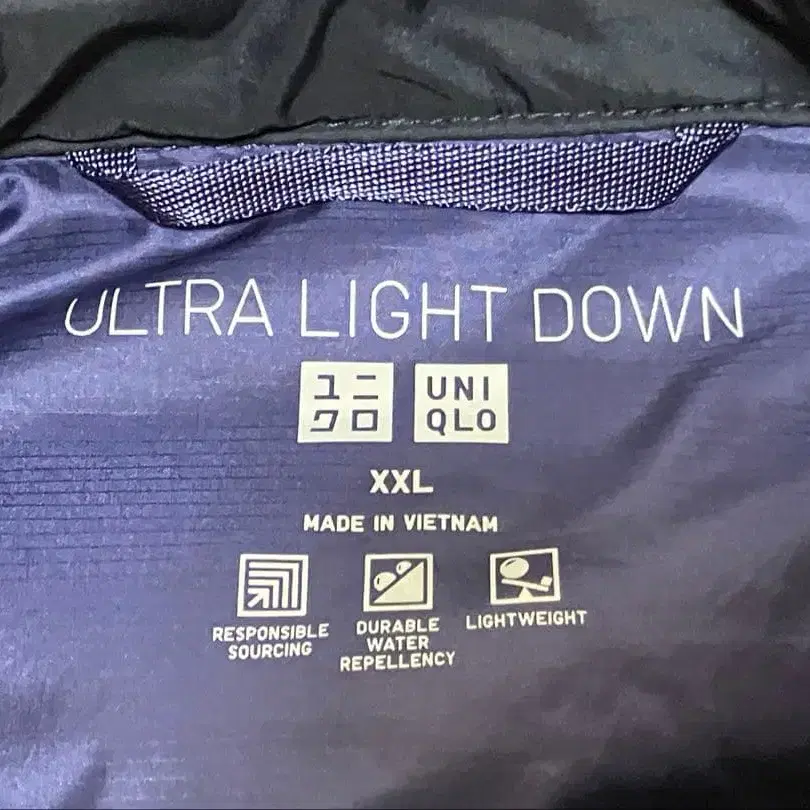 ULTRA LIGHT DOWN
ユニ UNI
クロ QLO
XXL
MADE IN VIETNAM
RESPONSIBLE
SOURCING
DURABLE
WATER
REPELLENCY
LIGHTWEIGHT